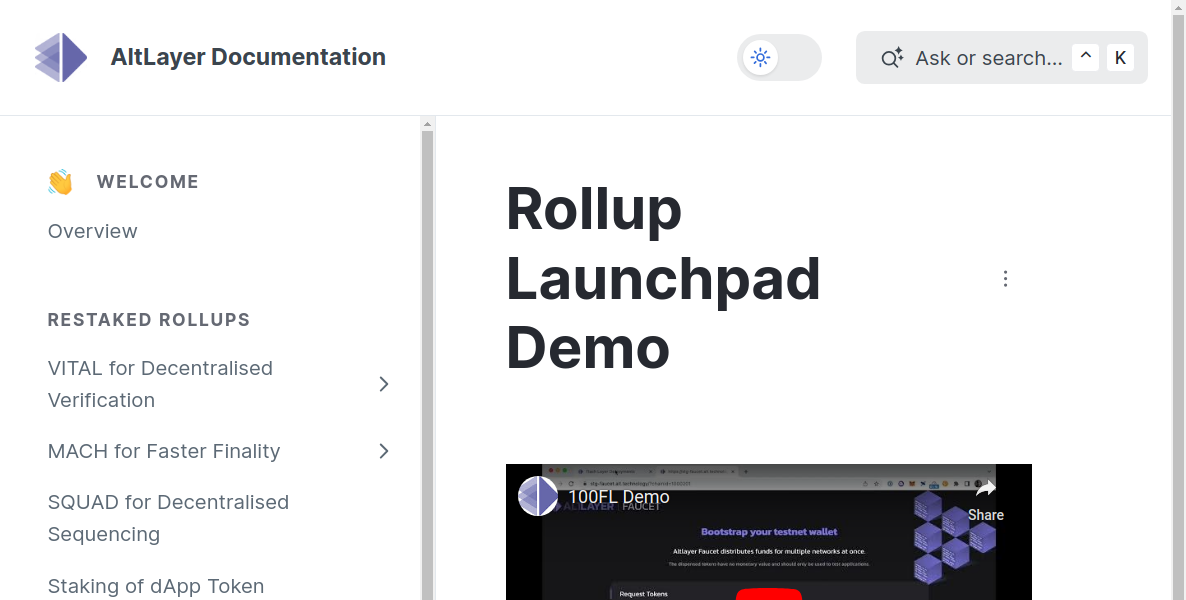 AltLayer Documentation
Ask or search...
^
K
WELCOME
Overview
RESTAKED ROLLUPS
VITAL for Decentralised
Verification
MACH for Faster Finality
SQUAD for Decentralised
Sequencing
Staking of dApp Token
Rollup
Launchpad
Demo
100FL Demo
Share
ALTLAYER | FAUCET
Bootstrap your testnet wallet
Altlayer Faucet distributes funds for multiple networks at once.
The dispensed tokens have no monetary value and should only be used to test applications.
Request Tokens